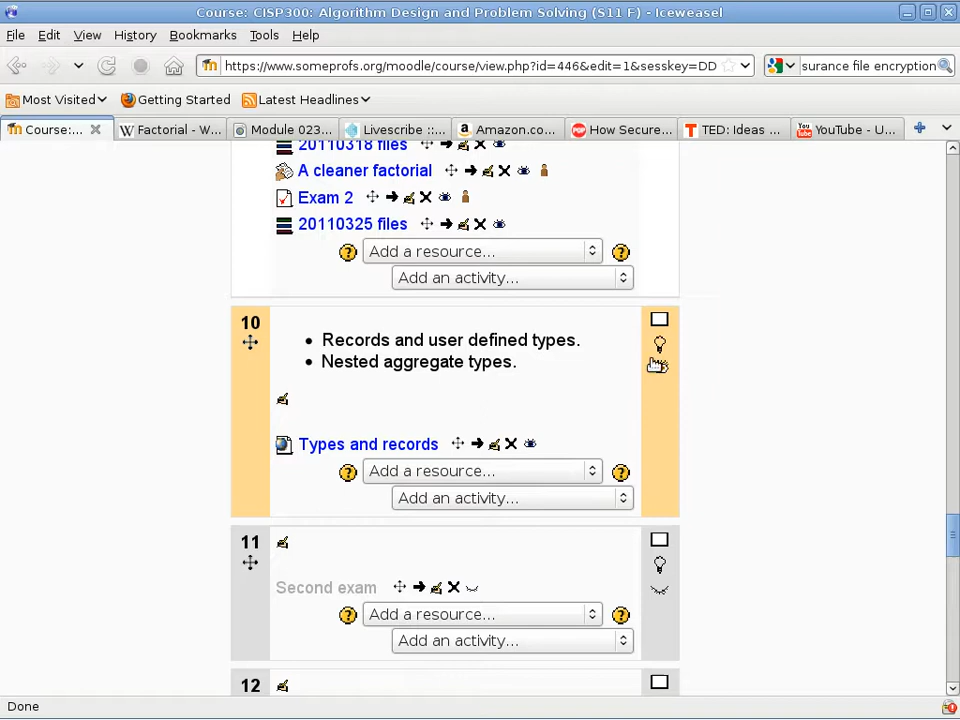 Course: CISP300: Algorithm Design and Problem Solving (S11 F) - Iceweasel
File Edit View History Bookmarks Tools Help
https://www.someprofs.org/moodle/course/view.php?id=446&edit=1&sesskey=DD
surance file encryption
Most Visited Getting Started Latest Headlines
Course:... Factorial - W... Module 023... Livescribe ::... Amazon.co... How Secure... TED: Ideas ... YouTube - U...
20110318 files
A cleaner factorial
Exam 2
20110325 files
Add a resource...
Add an activity...
10
• Records and user defined types.
• Nested aggregate types.
Types and records
Add a resource...
Add an activity...
11
Second exam
Add a resource...
Add an activity...
12
Done